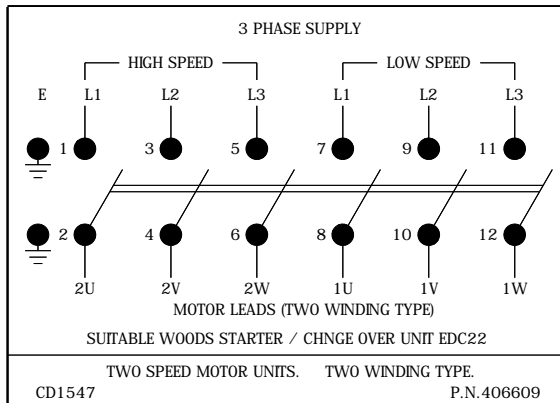 3 PHASE SUPPLY
HIGH SPEED LOW SPEED
E L1 L2 L3 L1 L2 L3
1 3 5 7 9 11
2 4 6 8 10 12
2U 2V 2W 1U 1V 1W
MOTOR LEADS (TWO WINDING TYPE)
SUITABLE WOODS STARTER / CHNGE OVER UNIT EDC22
TWO SPEED MOTOR UNITS. TWO WINDING TYPE.
CD1547 P.N.406609